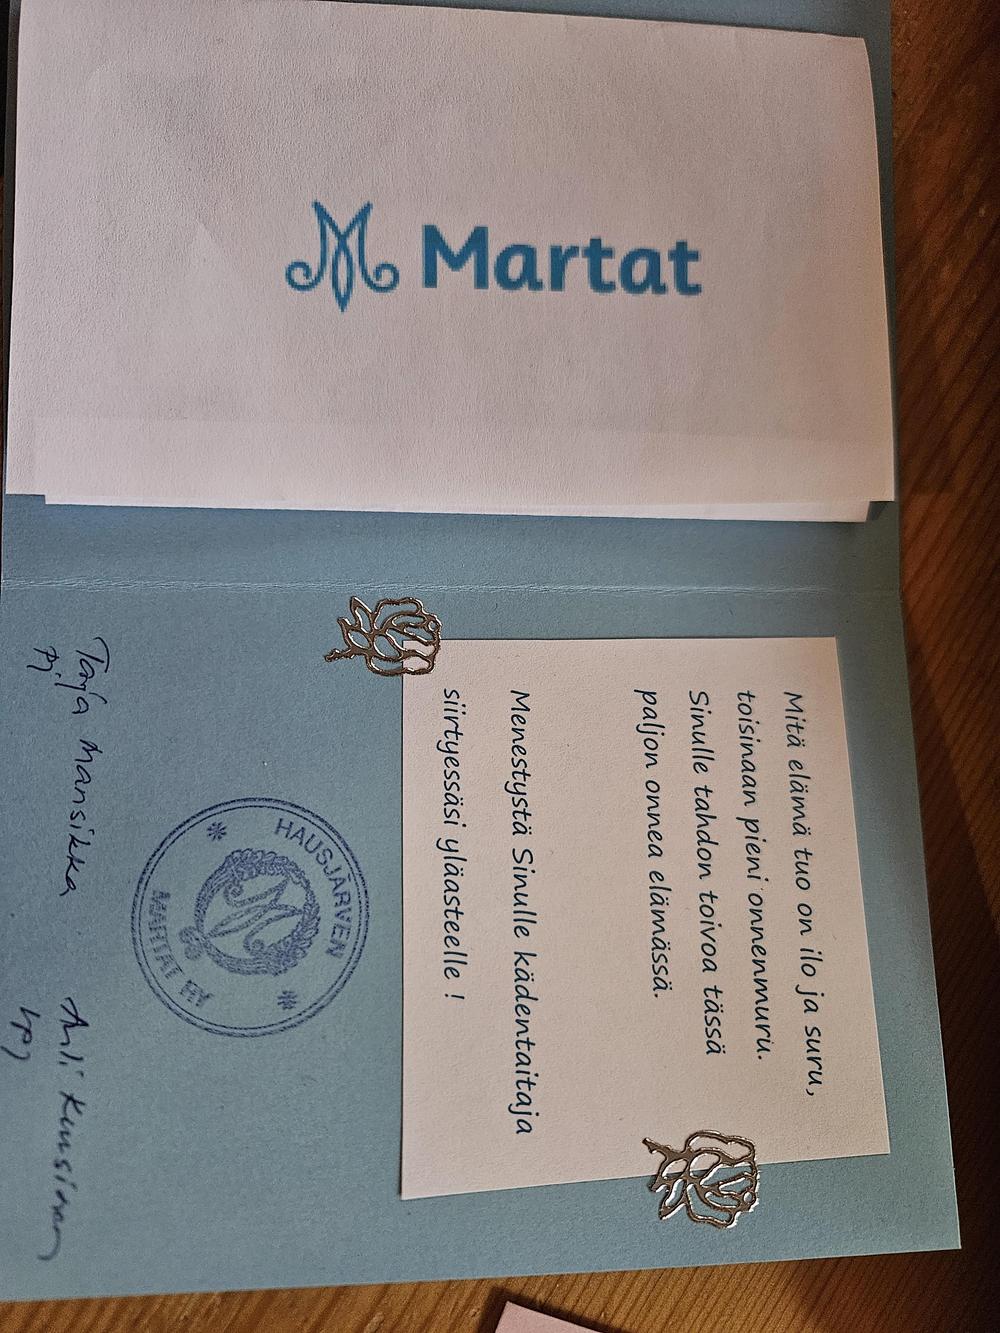 Martat
Mitä elämä tuo on ilo ja suru,
toisinaan pieni onnenmuru.
Sinulle tahdon toivoa tässä
paljon onnea elämässä.
Menestystä Sinulle kädentaitaja
siirtyessäsi yläasteelle !
HAUSJÄRVEN
MARTAT RY
Tarja Mansikka
pj.
Anli